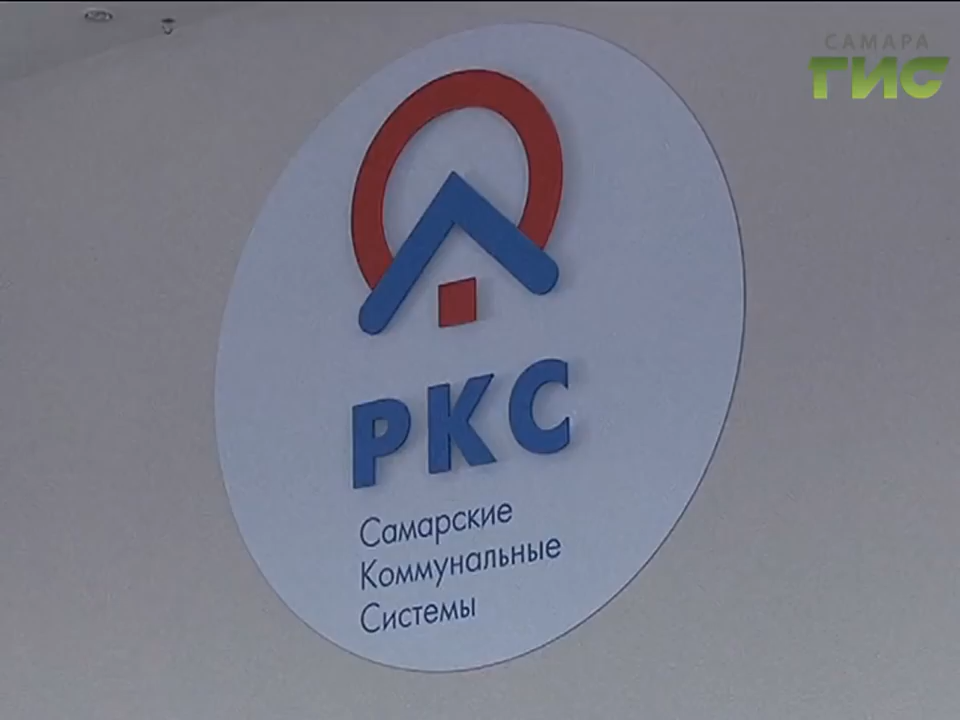 САМАРА
ГИС
РКС
Самарские
Коммунальные
Системы